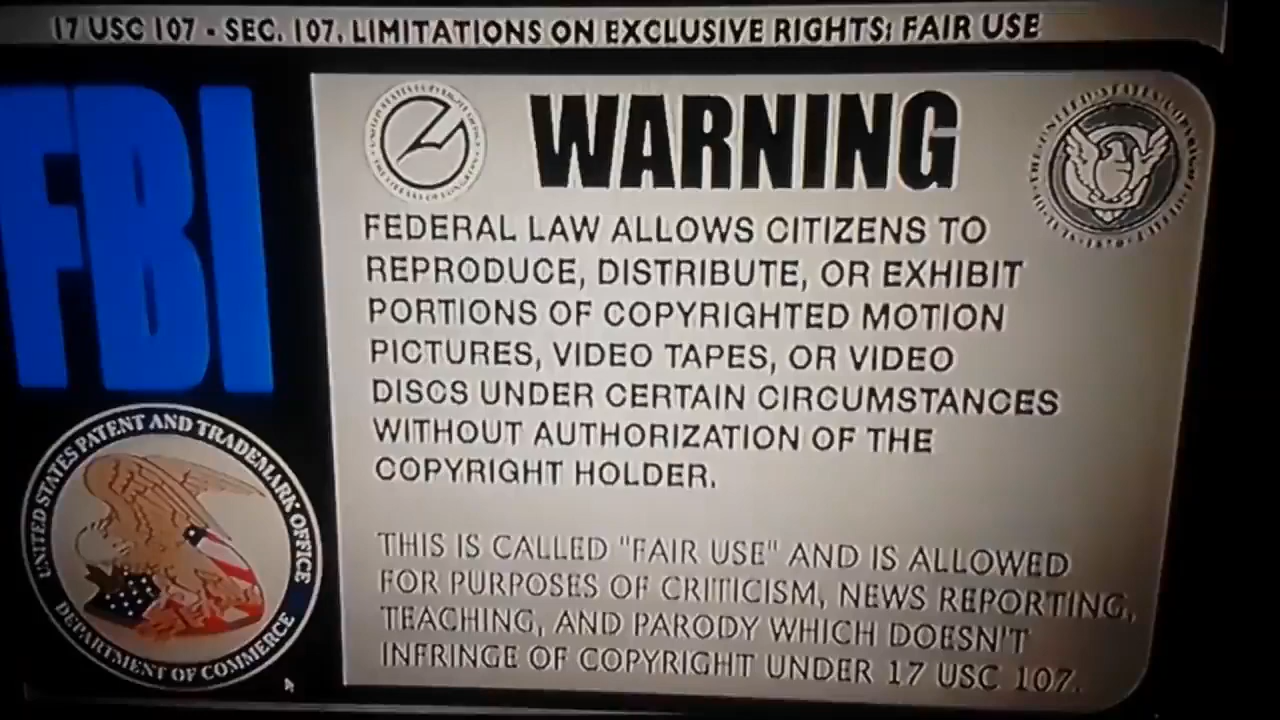 17 USC 107 - SEC. 107. LIMITATIONS ON EXCLUSIVE RIGHTS: FAIR USE
FBI
WARNING
FEDERAL LAW ALLOWS CITIZENS TO
REPRODUCE, DISTRIBUTE, OR EXHIBIT
PORTIONS OF COPYRIGHTED MOTION
PICTURES, VIDEO TAPES, OR VIDEO
DISCS UNDER CERTAIN CIRCUMSTANCES
WITHOUT AUTHORIZATION OF THE
COPYRIGHT HOLDER.
THIS IS CALLED "FAIR USE" AND IS ALLOWED
FOR PURPOSES OF CRITICISM, NEWS REPORTING,
TEACHING, AND PARODY WHICH DOESN'T
INFRINGE OF COPYRIGHT UNDER 17 USC 107.
UNITED STATES PATENT AND TRADEMARK OFFICE
DEPARTMENT OF COMMERCE